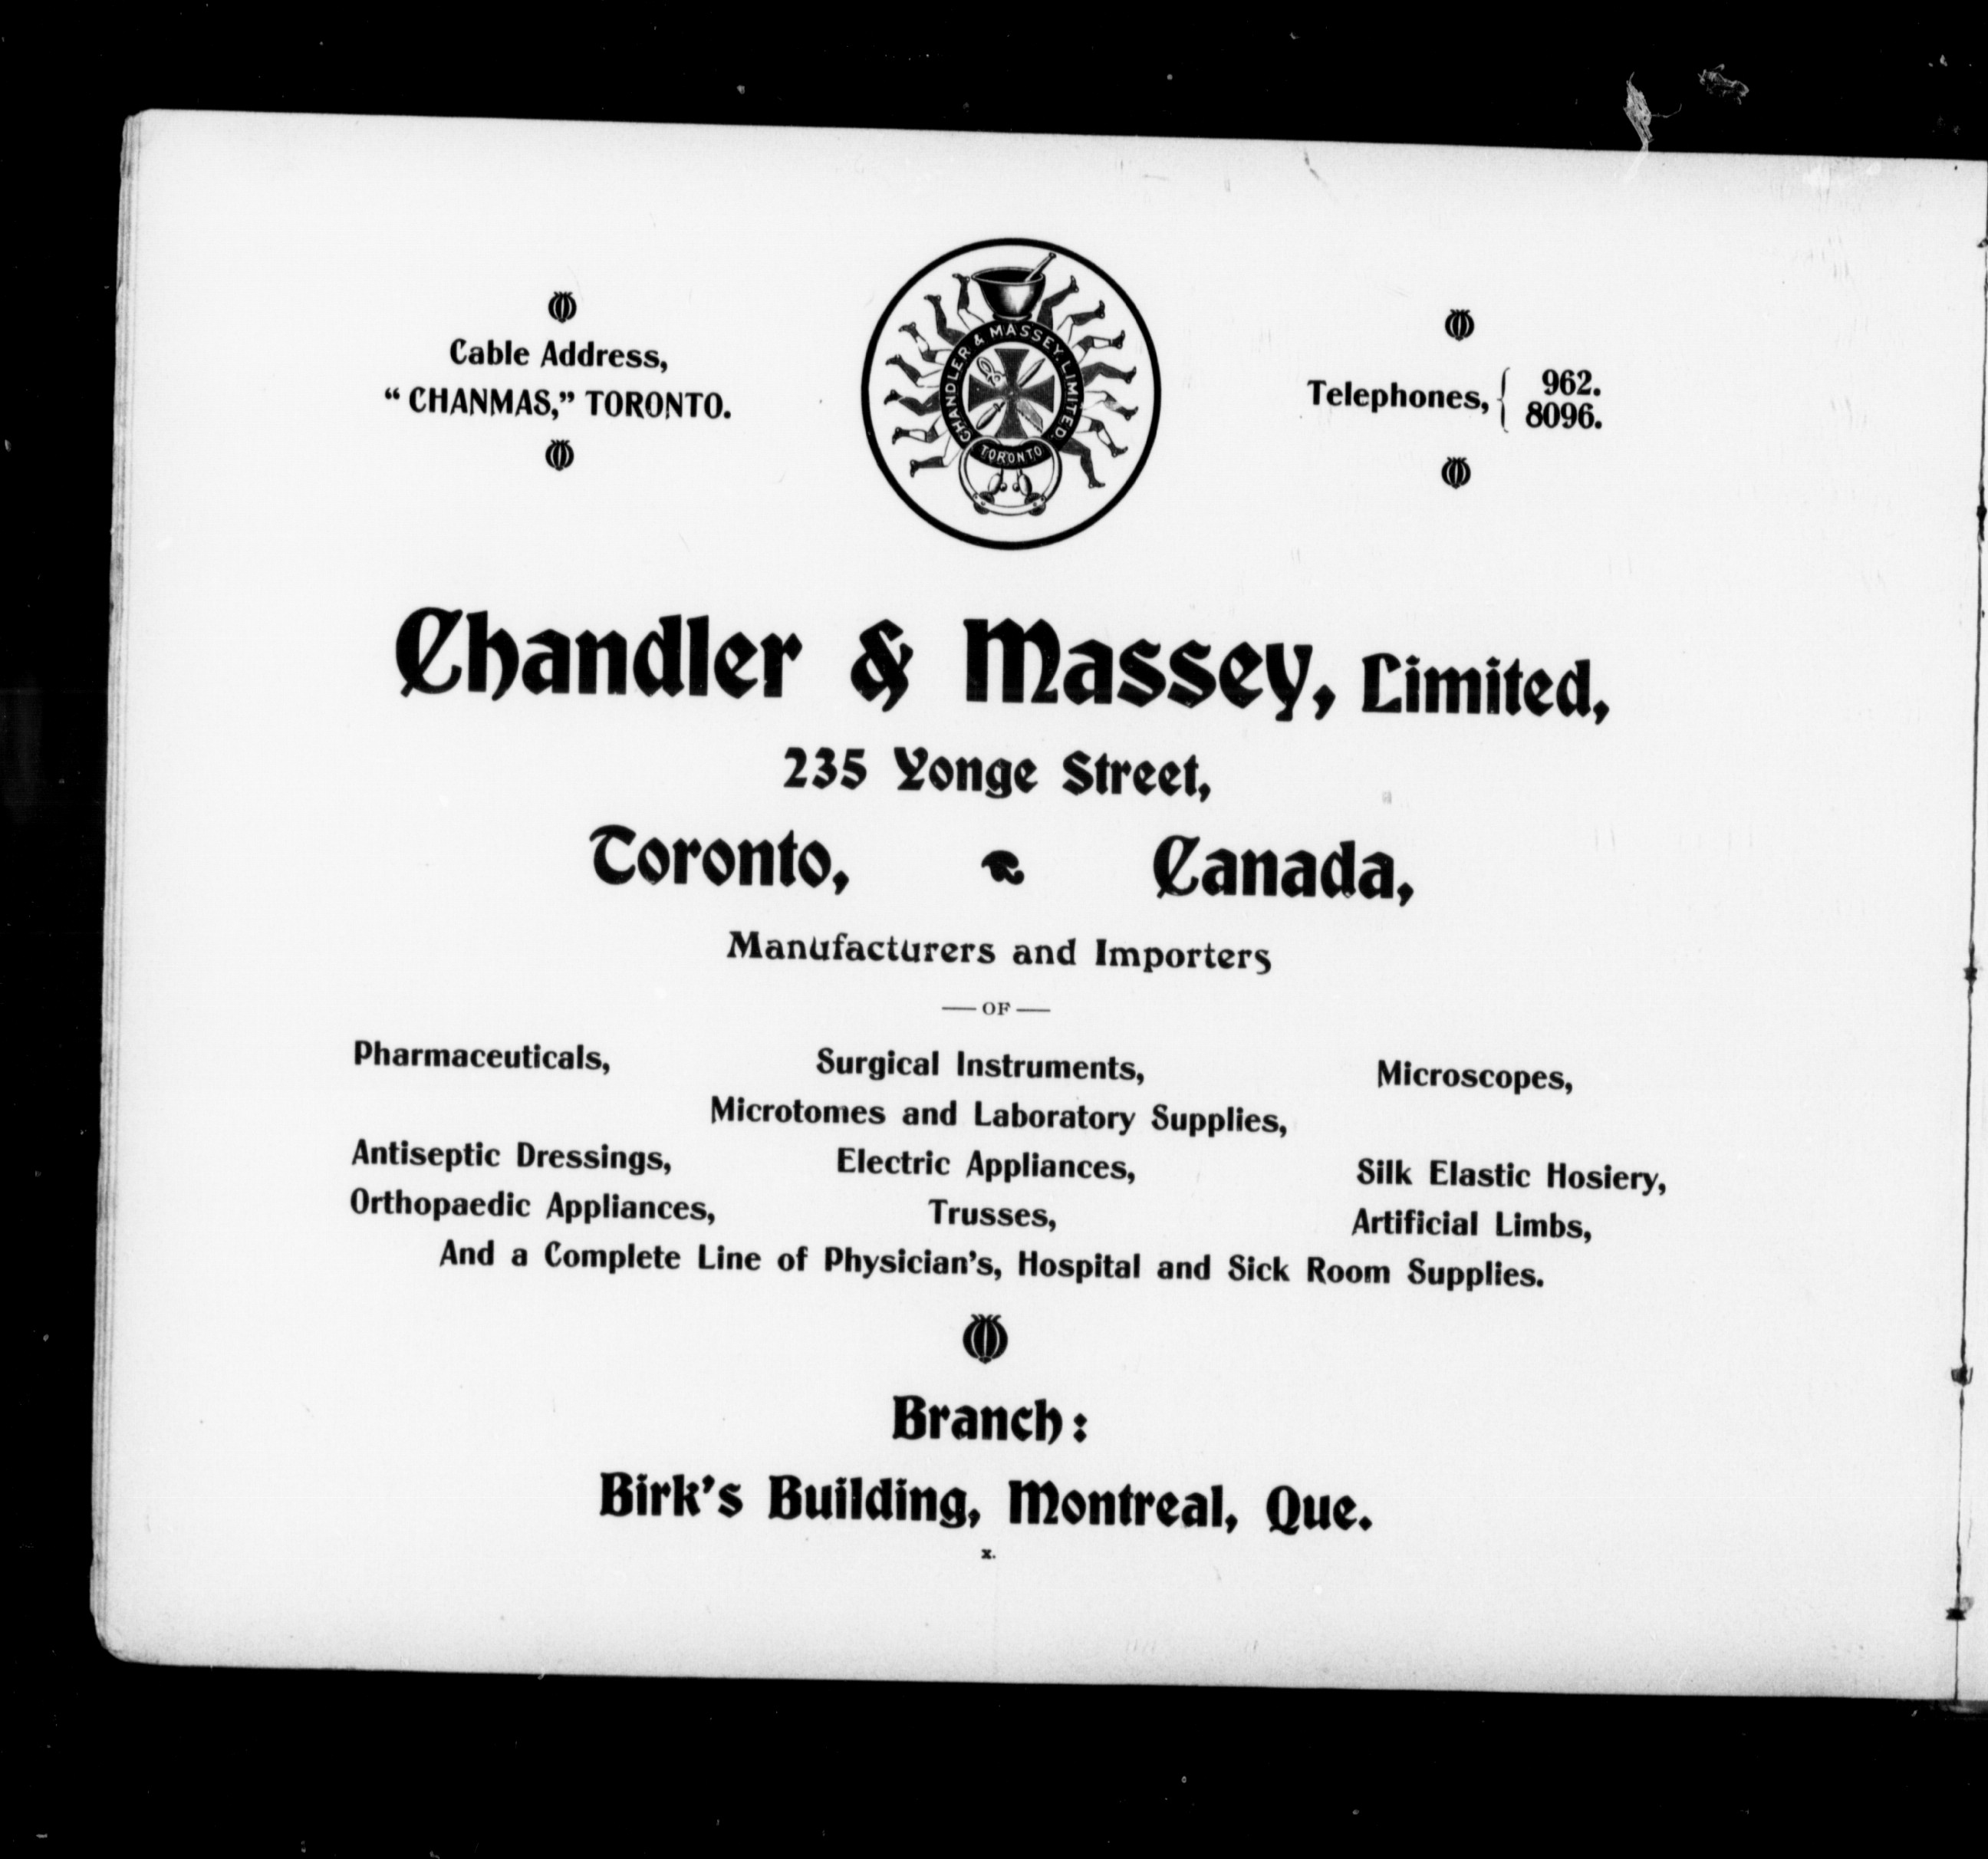 Cable Address,
“CHANMAS,” TORONTO.
CHANDLER & MASSEY, LIMITED.
TORONTO
Telephones, { 962.
8096.
Chandler & Massey, Limited,
235 Yonge Street,
Toronto, Canada,
Manufacturers and Importers
— OF —
Pharmaceuticals, Surgical Instruments, Microscopes,
Microtomes and Laboratory Supplies,
Antiseptic Dressings, Electric Appliances, Silk Elastic Hosiery,
Orthopaedic Appliances, Trusses, Artificial Limbs,
And a Complete Line of Physician’s, Hospital and Sick Room Supplies.
Branch:
Birk’s Building, Montreal, Que.
x.